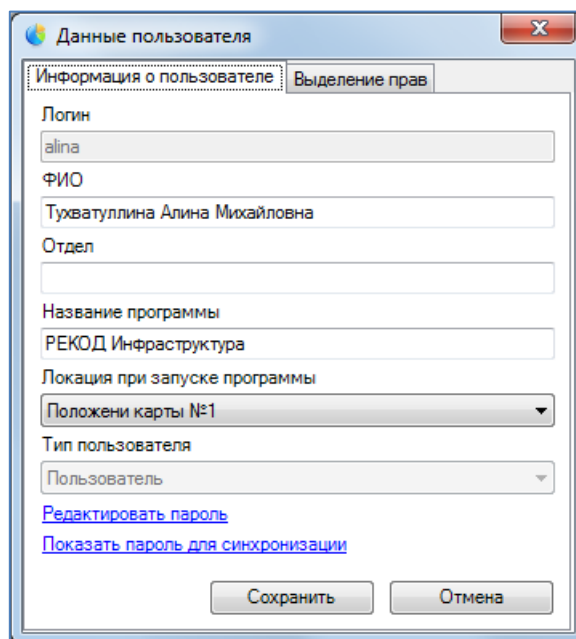 Данные пользователя
Информация о пользователе Выделение прав
Логин
alina
ФИО
Тухватуллина Алина Михайловна
Отдел
Название программы
РЕКОД Инфраструктура
Локация при запуске программы
Положени карты №1
Тип пользователя
Пользователь
Редактировать пароль
Показать пароль для синхронизации
Сохранить Отмена